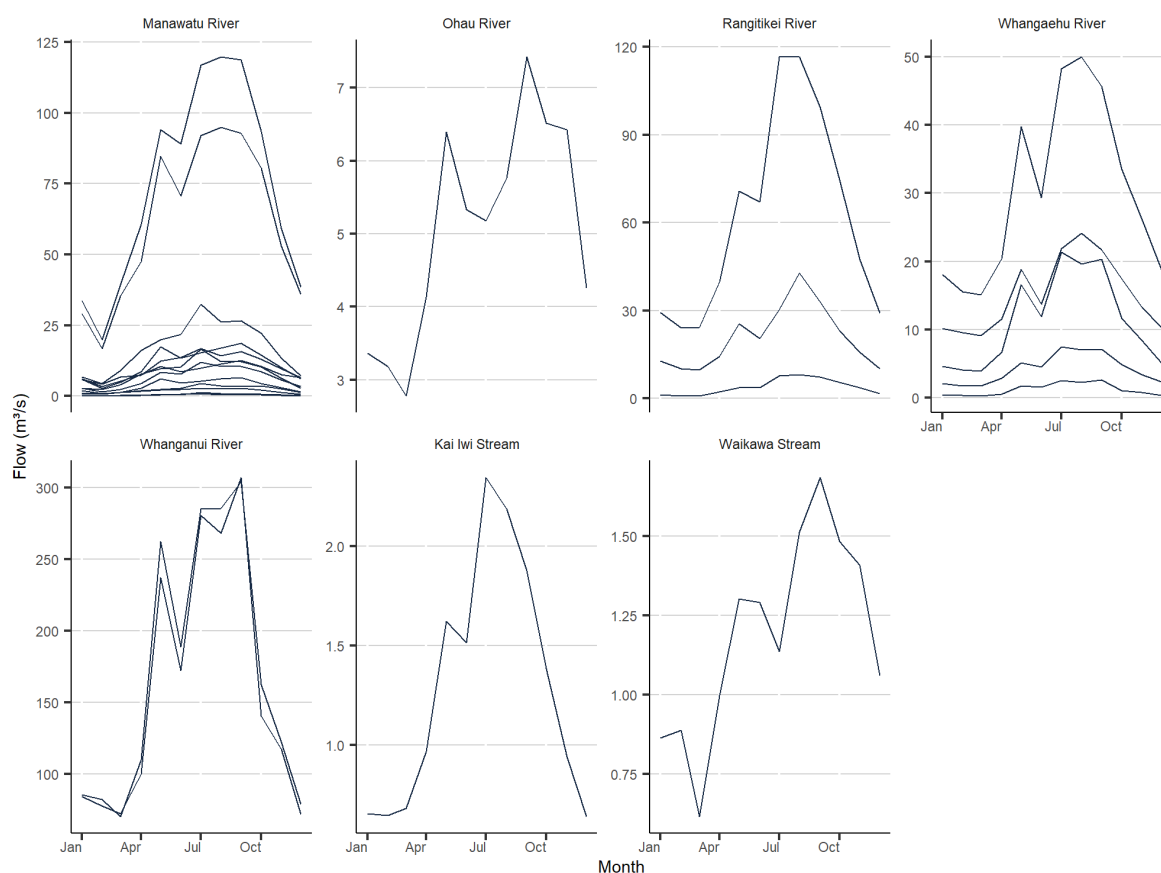 Manawatu River
Ohau River
Rangitikei River
Whangaehu River
125
100
75
50
25
0
7
6
5
4
3
120
90
60
30
0
50
40
30
20
10
0
Jan
Apr
Jul
Oct
Flow (m³/s)
Whanganui River
Kai Iwi Stream
Waikawa Stream
300
250
200
150
100
2.0
1.5
1.0
1.50
1.25
1.00
0.75
Jan
Apr
Jul
Oct
Jan
Apr
Jul
Oct
Jan
Apr
Jul
Oct
Month